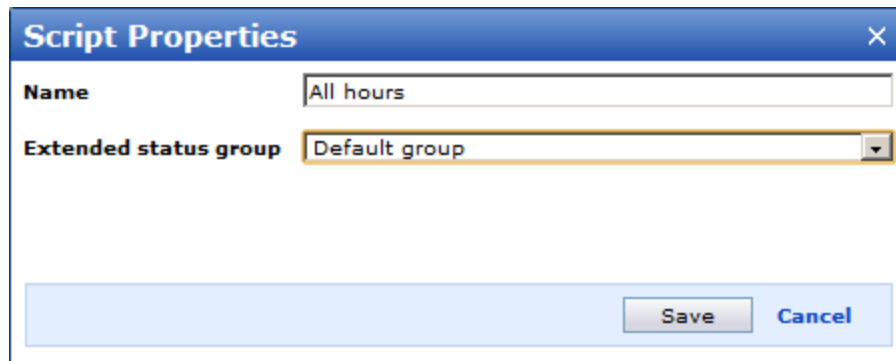 Script Properties
Name All hours
Extended status group Default group
Save Cancel